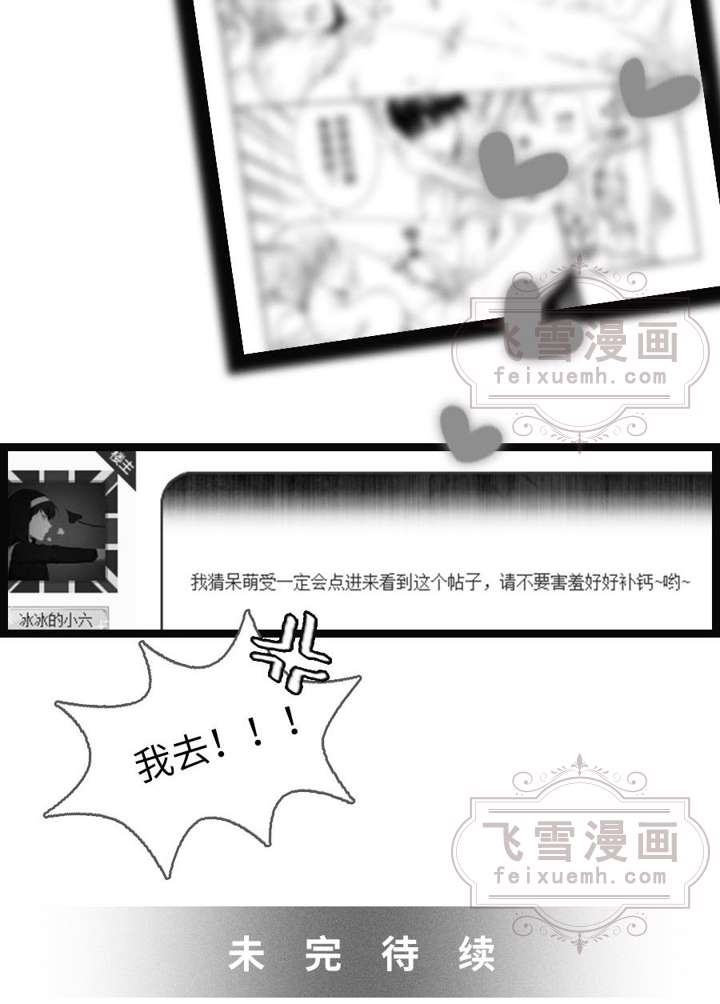 飞雪漫画
feixuemh.com
楼主
我猜呆萌受一定会点进来看到这个帖子，请不要害羞好好补钙~哟~
冰冰的小六
我去！！！
飞雪漫画
feixuemh.com
未完待续